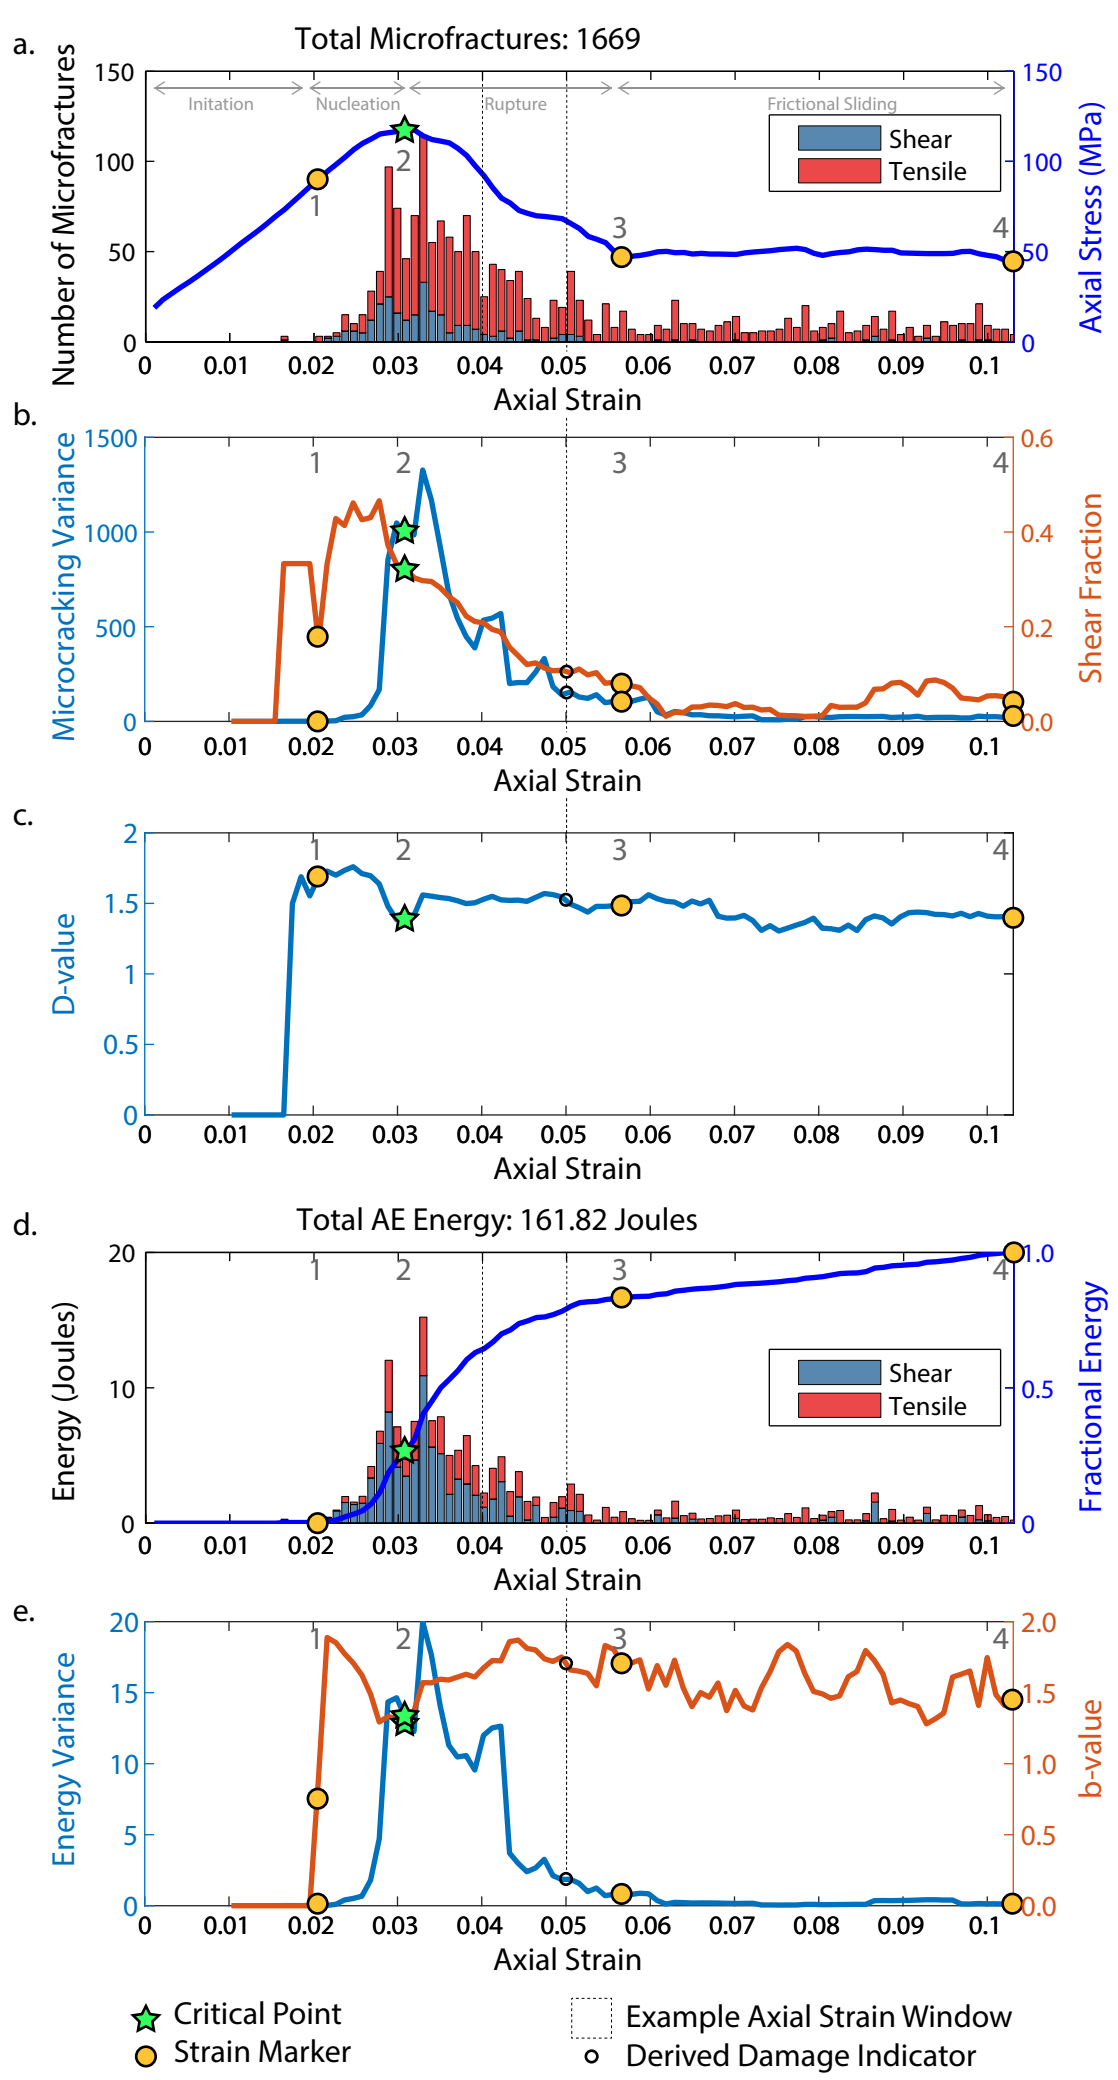 a.
Total Microfractures: 1669
Number of Microfractures
150
100
50
0
Initation
Nucleation
Rupture
Frictional Sliding
Shear
Tensile
1
2
3
4
150
100
50
0
Axial Stress (MPa)
0 0.01 0.02 0.03 0.04 0.05 0.06 0.07 0.08 0.09 0.1
Axial Strain
b.
Microcracking Variance
1500
1000
500
0
1 2 3 4
0.6
0.4
0.2
0.0
Shear Fraction
0 0.01 0.02 0.03 0.04 0.05 0.06 0.07 0.08 0.09 0.1
Axial Strain
c.
D-value
2
1.5
1
0.5
0
1 2 3 4
0 0.01 0.02 0.03 0.04 0.05 0.06 0.07 0.08 0.09 0.1
Axial Strain
d.
Total AE Energy: 161.82 Joules
Energy (Joules)
20
10
0
1 2 3 4
Shear
Tensile
1.0
0.5
0
Fractional Energy
0 0.01 0.02 0.03 0.04 0.05 0.06 0.07 0.08 0.09 0.1
Axial Strain
e.
Energy Variance
20
15
10
5
0
1 2 3 4
2.0
1.5
1.0
0.5
0.0
b-value
0 0.01 0.02 0.03 0.04 0.05 0.06 0.07 0.08 0.09 0.1
Axial Strain
Critical Point
Strain Marker
Example Axial Strain Window
Derived Damage Indicator